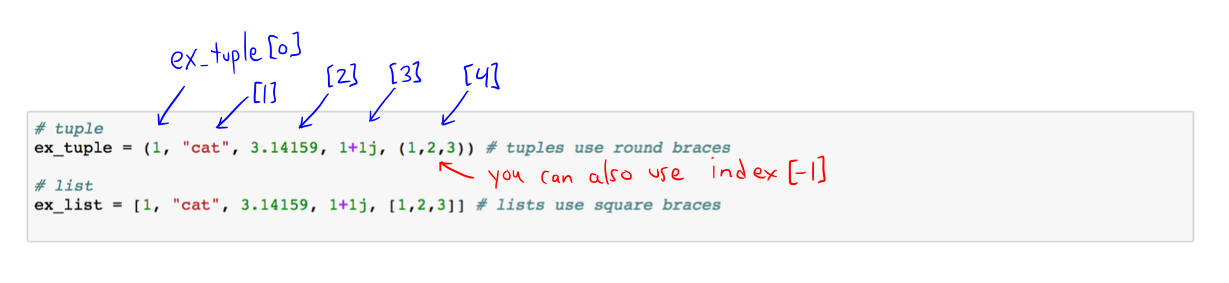 ex_tuple[0]
[1]
[2]
[3]
[4]
# tuple
ex_tuple = (1, "cat", 3.14159, 1+1j, (1,2,3)) # tuples use round braces
you can also use index[-1]
# list
ex_list = [1, "cat", 3.14159, 1+1j, [1,2,3]] # lists use square braces